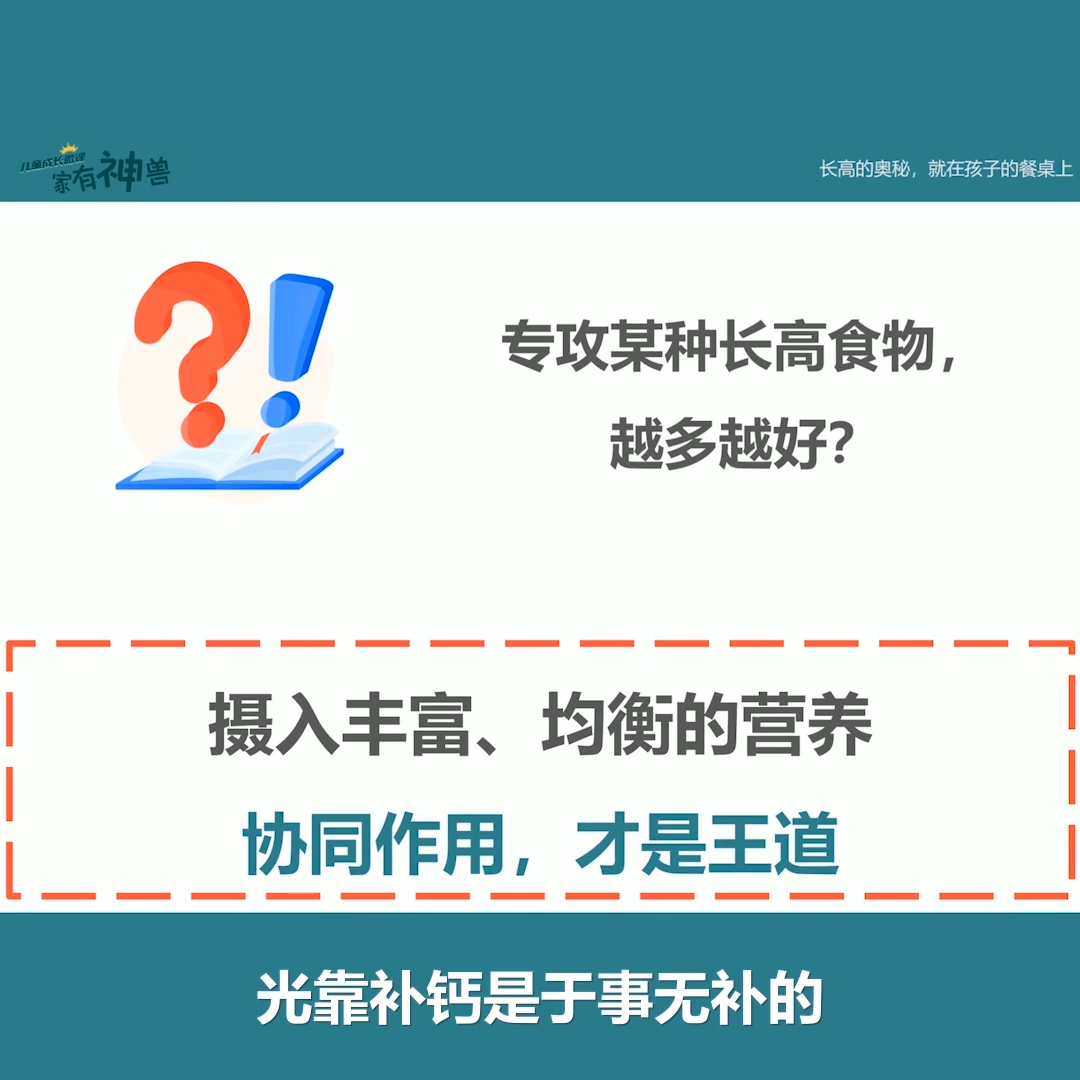 儿童成长微课
家有神兽
长高的奥秘，就在孩子的餐桌上
专攻某种长高食物，
越多越好？
摄入丰富、均衡的营养
协同作用，才是王道
光靠补钙是于事无补的